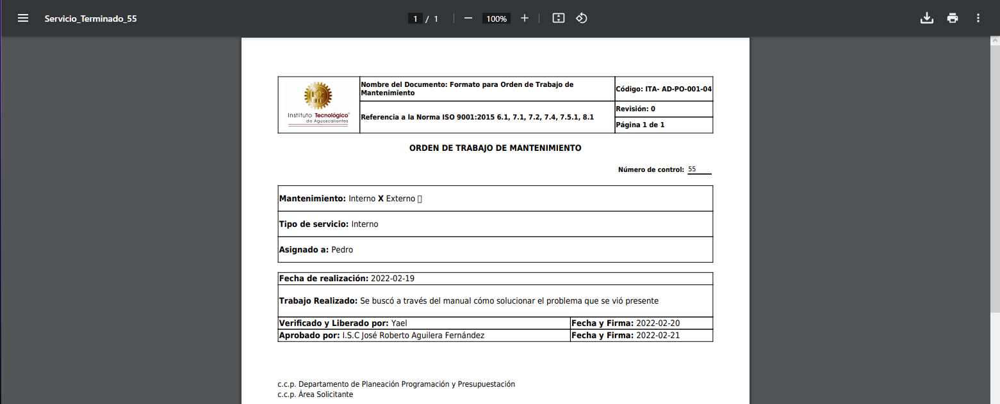 Servicio_Terminado_55
1 / 1
100%
Instituto Tecnológico®
de Aguascalientes
Nombre del Documento: Formato para Orden de Trabajo de
Mantenimiento
Código: ITA- AD-PO-001-04
Referencia a la Norma ISO 9001:2015 6.1, 7.1, 7.2, 7.4, 7.5.1, 8.1
Revisión: 0
Página 1 de 1
ORDEN DE TRABAJO DE MANTENIMIENTO
Número de control: 55
Mantenimiento: Interno X Externo ▯
Tipo de servicio: Interno
Asignado a: Pedro
Fecha de realización: 2022-02-19
Trabajo Realizado: Se buscó a través del manual cómo solucionar el problema que se vió presente
Verificado y Liberado por: Yael
Fecha y Firma: 2022-02-20
Aprobado por: I.S.C José Roberto Aguilera Fernández
Fecha y Firma: 2022-02-21
c.c.p. Departamento de Planeación Programación y Presupuestación
c.c.p. Área Solicitante